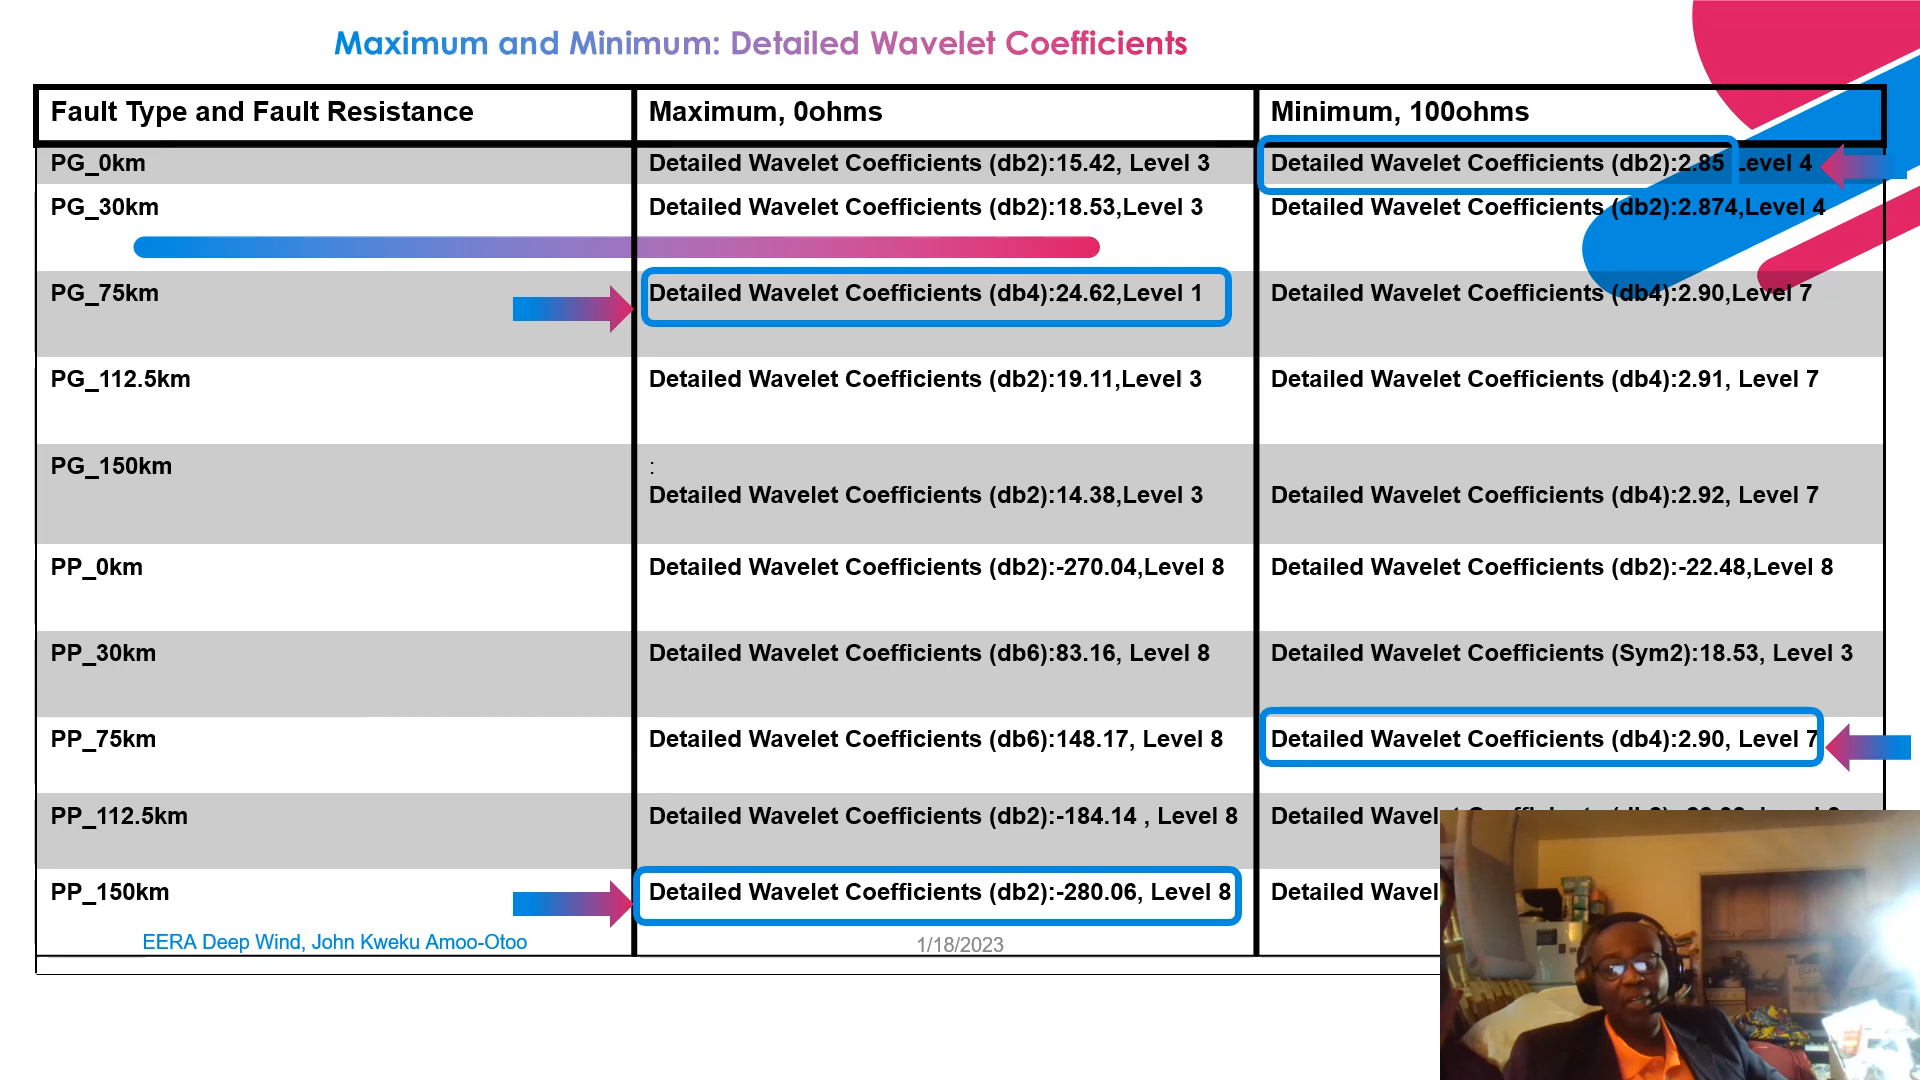 Maximum and Minimum: Detailed Wavelet Coefficients
Fault Type and Fault Resistance Maximum, 0ohms Minimum, 100ohms
PG_0km Detailed Wavelet Coefficients (db2):15.42, Level 3 Detailed Wavelet Coefficients (db2):2.85 Level 4
PG_30km Detailed Wavelet Coefficients (db2):18.53,Level 3 Detailed Wavelet Coefficients (db2):2.874,Level 4
PG_75km Detailed Wavelet Coefficients (db4):24.62,Level 1 Detailed Wavelet Coefficients (db4):2.90,Level 7
PG_112.5km Detailed Wavelet Coefficients (db2):19.11,Level 3 Detailed Wavelet Coefficients (db4):2.91, Level 7
PG_150km :
Detailed Wavelet Coefficients (db2):14.38,Level 3 Detailed Wavelet Coefficients (db4):2.92, Level 7
PP_0km Detailed Wavelet Coefficients (db2):-270.04,Level 8 Detailed Wavelet Coefficients (db2):-22.48,Level 8
PP_30km Detailed Wavelet Coefficients (db6):83.16, Level 8 Detailed Wavelet Coefficients (Sym2):18.53, Level 3
PP_75km Detailed Wavelet Coefficients (db6):148.17, Level 8 Detailed Wavelet Coefficients (db4):2.90, Level 7
PP_112.5km Detailed Wavelet Coefficients (db2):-184.14 , Level 8 Detailed Wavel
PP_150km Detailed Wavelet Coefficients (db2):-280.06, Level 8 Detailed Wavel
EERA Deep Wind, John Kweku Amoo-Otoo 1/18/2023